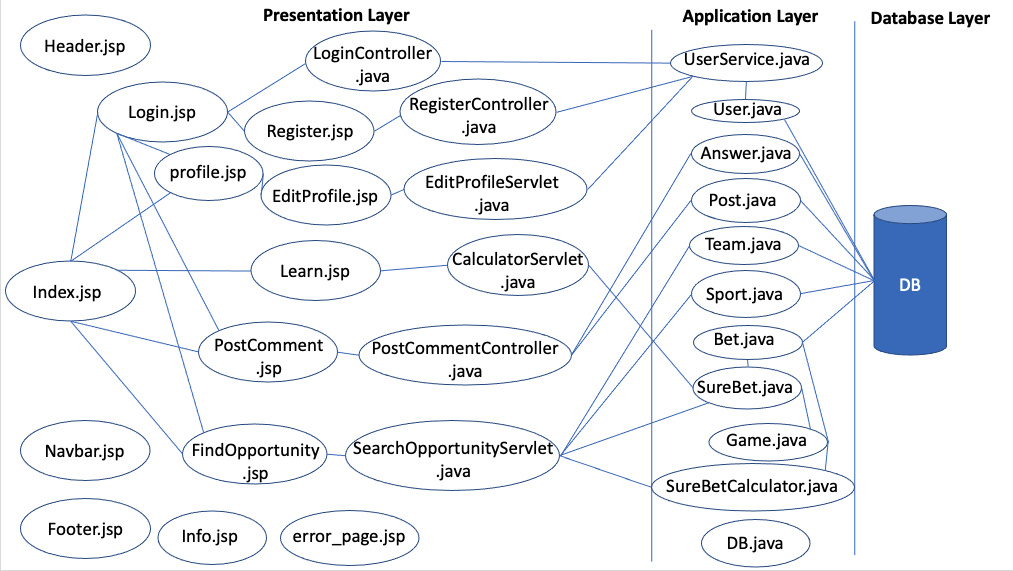 Presentation Layer
Application Layer
Database Layer
Header.jsp
LoginController
.java
UserService.java
Login.jsp
Register.jsp
RegisterController
.java
User.java
profile.jsp
EditProfile.jsp
EditProfileServlet
.java
Answer.java
Post.java
Team.java
Index.jsp
Learn.jsp
CalculatorServlet
.java
Sport.java
DB
PostComment
.jsp
PostCommentController
.java
Bet.java
SureBet.java
Navbar.jsp
FindOpportunity
.jsp
SearchOpportunityServlet
.java
Game.java
SureBetCalculator.java
Footer.jsp
Info.jsp
error_page.jsp
DB.java